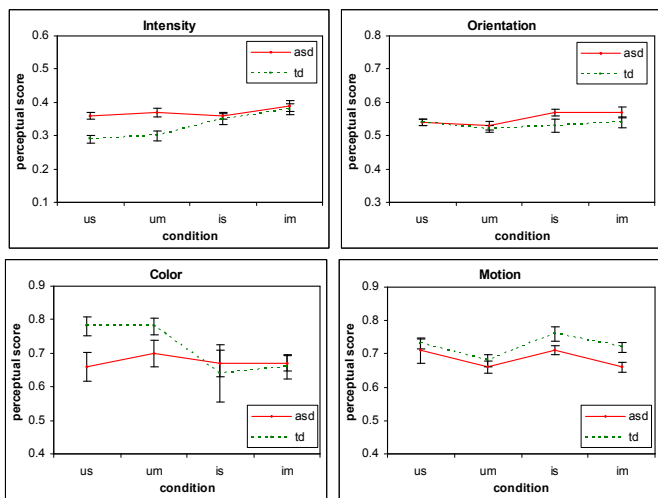 Intensity
perceptual score
0.6
0.5
0.4
0.3
0.2
0.1
asd
td
us um is im
condition
Orientation
perceptual score
0.8
0.7
0.6
0.5
0.4
0.3
asd
td
us um is im
condition
Color
perceptual score
0.9
0.8
0.7
0.6
0.5
0.4
asd
td
us um is im
condition
Motion
perceptual score
0.9
0.8
0.7
0.6
0.5
0.4
asd
td
us um is im
condition